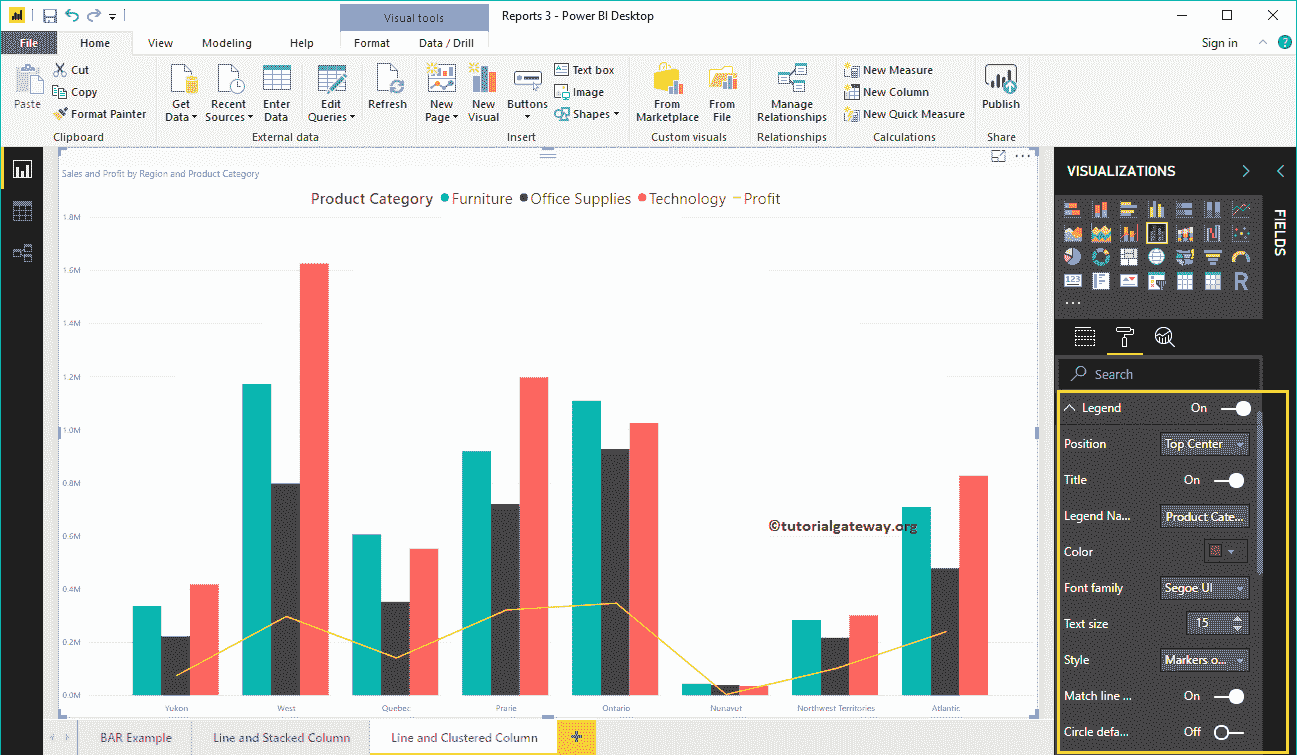 Visual tools
Reports 3 - Power BI Desktop
File Home View Modeling Help Format Data / Drill Sign in
Cut
Copy
Format Painter
Paste
Clipboard
Get Data
Recent Sources
Enter Data
Edit Queries
External data
Refresh
New Page
New Visual
Buttons
Text box
Image
Shapes
Insert
From Marketplace
From File
Custom visuals
Manage Relationships
Relationships
New Measure
New Column
New Quick Measure
Calculations
Publish
Share
Sales and Profit by Region and Product Category
Product Category Furniture Office Supplies Technology Profit
1.8M
1.6M
1.4M
1.2M
1.0M
0.8M
0.6M
0.4M
0.2M
0.0M
©tutorialgateway.org
Yukon West Quebec Prarie Ontario Nunavut Northwest Territories Atlantic
BAR Example Line and Stacked Column Line and Clustered Column
VISUALIZATIONS
FIELDS
123
R
Search
Legend On
Position Top Center
Title On
Legend Na... Product Cate...
Color
Font family Segoe UI
Text size 15
Style Markers o...
Match line ... On
Circle defa... Off